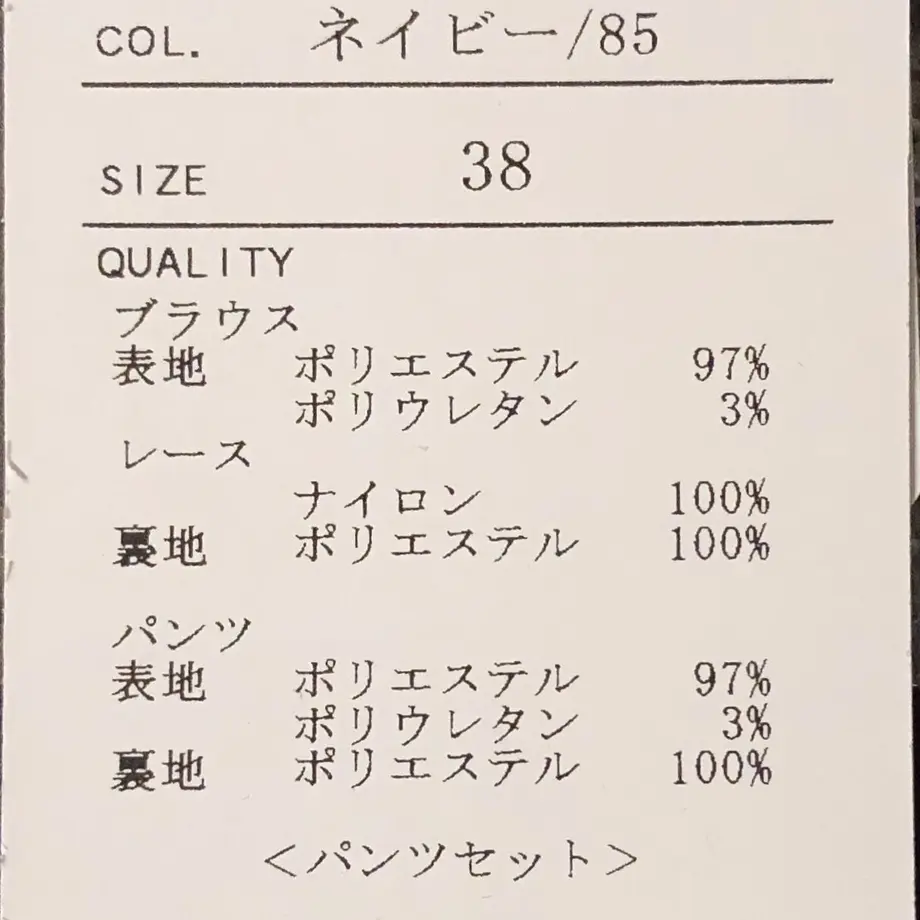 COL. ネイビー/85
SIZE 38
QUALITY
ブラウス
表地 ポリエステル 97%
ポリウレタン 3%
レース
ナイロン 100%
裏地 ポリエステル 100%
パンツ
表地 ポリエステル 97%
ポリウレタン 3%
裏地 ポリエステル 100%
<パンツセット>